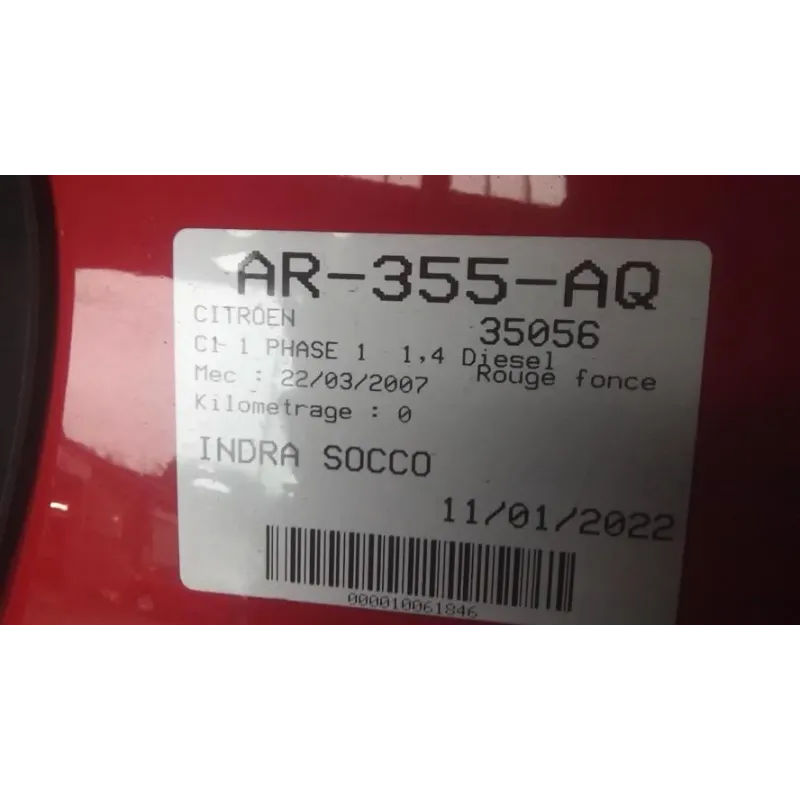 AR-355-AQ
CITROEN 35056
C1 1 PHASE 1 1,4 Diesel
Mec : 22/03/2007 Rouge fonce
Kilometrage : 0
INDRA SOCCO
11/01/2022
000010061846